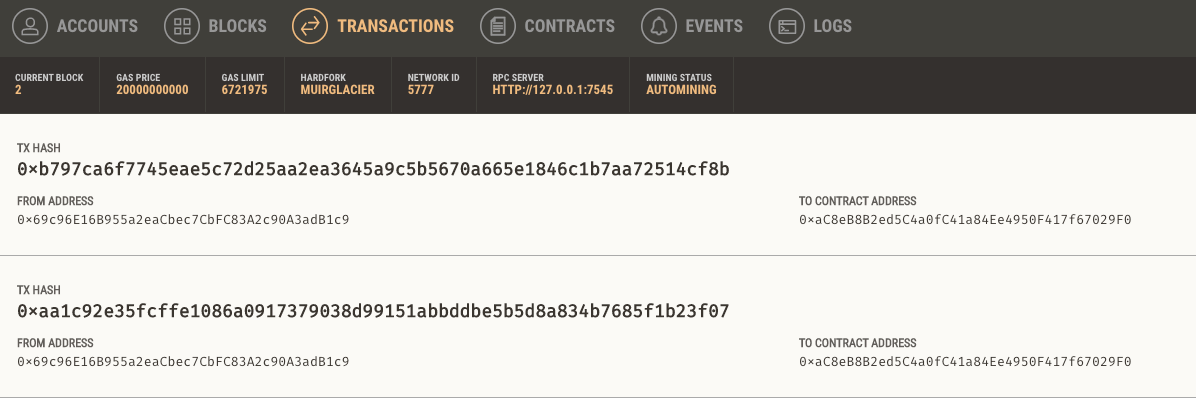 ACCOUNTS BLOCKS TRANSACTIONS CONTRACTS EVENTS LOGS
CURRENT BLOCK GAS PRICE GAS LIMIT HARDFORK NETWORK ID RPC SERVER MINING STATUS
2 20000000000 6721975 MUIRGLACIER 5777 HTTP://127.0.0.1:7545 AUTOMINING
TX HASH
0×b797ca6f7745eae5c72d25aa2ea3645a9c5b5670a665e1846c1b7aa72514cf8b
FROM ADDRESS TO CONTRACT ADDRESS
0×69c96E16B955a2eaCbec7CbFC83A2c90A3adB1c9 0×aC8eB8B2ed5C4a0fC41a84Ee4950F417f67029F0
TX HASH
0×aa1c92e35fcffe1086a0917379038d99151abbddbe5b5d8a834b7685f1b23f07
FROM ADDRESS TO CONTRACT ADDRESS
0×69c96E16B955a2eaCbec7CbFC83A2c90A3adB1c9 0×aC8eB8B2ed5C4a0fC41a84Ee4950F417f67029F0